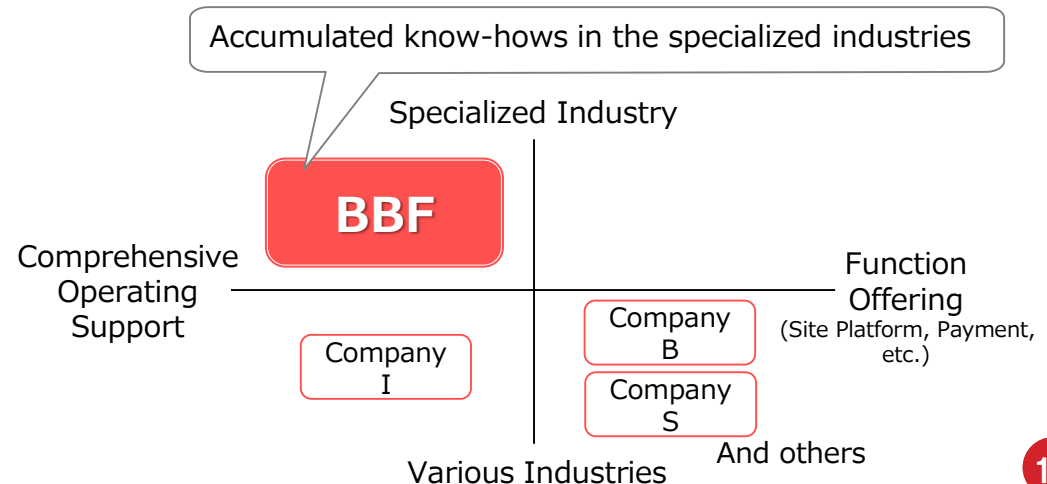 Accumulated know-hows in the specialized industries
Specialized Industry
BBF
Comprehensive
Operating
Support
Function
Offering
(Site Platform, Payment,
etc.)
Company
I
Company
B
Company
S
And others
Various Industries